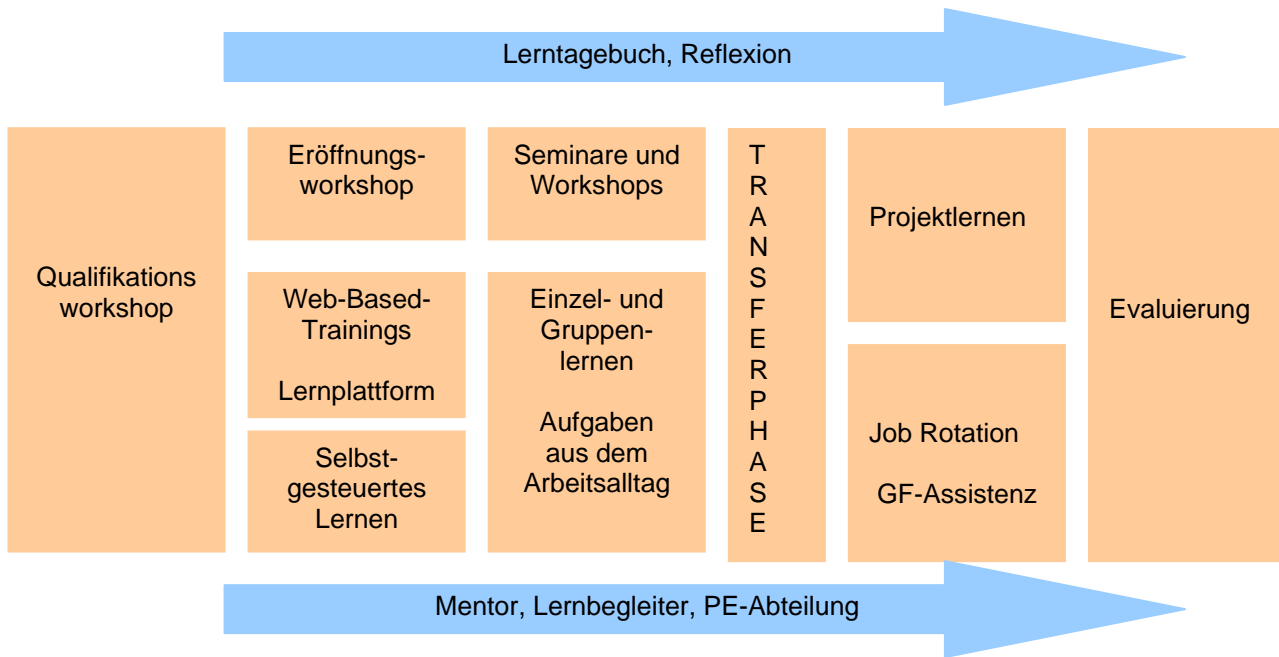 Lerntagebuch, Reflexion
Qualifikations
workshop
Eröffnungs-
workshop
Web-Based-
Trainings
Lernplattform
Selbst-
gesteuertes
Lernen
Seminare und
Workshops
Einzel- und
Gruppen-
lernen
Aufgaben
aus dem
Arbeitsalltag
T
R
A
N
S
F
E
R
P
H
A
S
E
Projektlernen
Job Rotation
GF-Assistenz
Evaluierung
Mentor, Lernbegleiter, PE-Abteilung